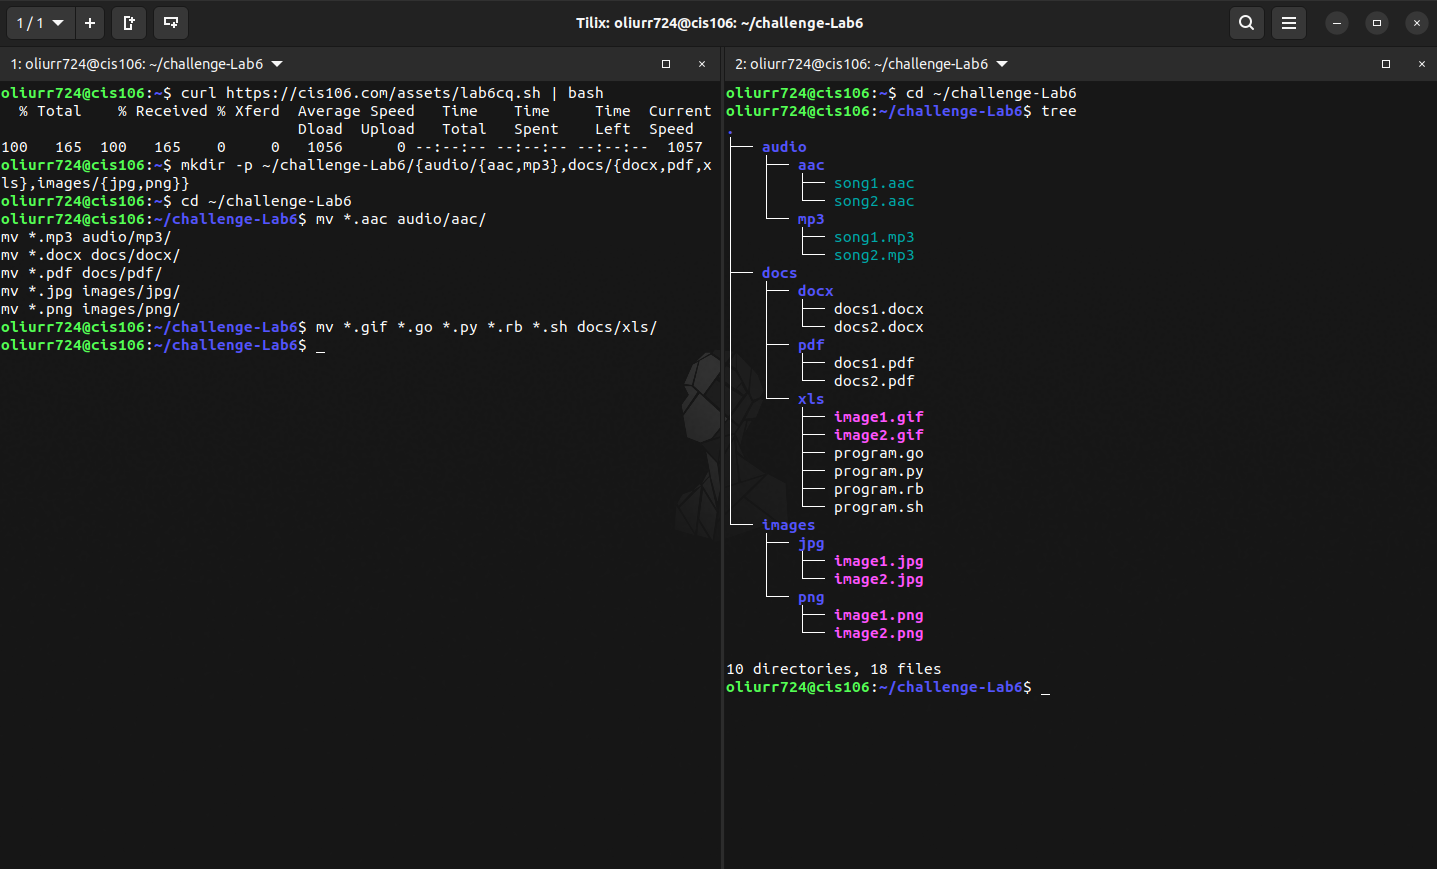 1 / 1
Tilix: oliurr724@cis106: ~/challenge-Lab6
1: oliurr724@cis106: ~/challenge-Lab6
oliurr724@cis106:~$ curl https://cis106.com/assets/lab6cq.sh | bash
  % Total    % Received % Xferd  Average Speed   Time    Time     Time  Current
                                 Dload  Upload   Total   Spent    Left  Speed
100   165  100   165    0     0   1056      0 --:--:-- --:--:-- --:--:--  1057
oliurr724@cis106:~$ mkdir -p ~/challenge-Lab6/{audio/{aac,mp3},docs/{docx,pdf,x
ls},images/{jpg,png}}
oliurr724@cis106:~$ cd ~/challenge-Lab6
oliurr724@cis106:~/challenge-Lab6$ mv *.aac audio/aac/
mv *.mp3 audio/mp3/
mv *.docx docs/docx/
mv *.pdf docs/pdf/
mv *.jpg images/jpg/
mv *.png images/png/
oliurr724@cis106:~/challenge-Lab6$ mv *.gif *.go *.py *.rb *.sh docs/xls/
oliurr724@cis106:~/challenge-Lab6$ _
2: oliurr724@cis106: ~/challenge-Lab6
oliurr724@cis106:~$ cd ~/challenge-Lab6
oliurr724@cis106:~/challenge-Lab6$ tree
.
├── audio
│   ├── aac
│   │   ├── song1.aac
│   │   └── song2.aac
│   └── mp3
│       ├── song1.mp3
│       └── song2.mp3
├── docs
│   ├── docx
│   │   ├── docs1.docx
│   │   └── docs2.docx
│   ├── pdf
│   │   ├── docs1.pdf
│   │   └── docs2.pdf
│   └── xls
│       ├── image1.gif
│       ├── image2.gif
│       ├── program.go
│       ├── program.py
│       ├── program.rb
│       └── program.sh
└── images
    ├── jpg
    │   ├── image1.jpg
    │   └── image2.jpg
    └── png
        ├── image1.png
        └── image2.png
10 directories, 18 files
oliurr724@cis106:~/challenge-Lab6$ _